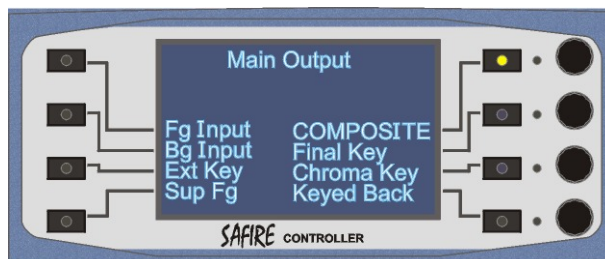 Main Output
Fg Input COMPOSITE
Bg Input Final Key
Ext Key Chroma Key
Sup Fg Keyed Back
SAFIRE CONTROLLER